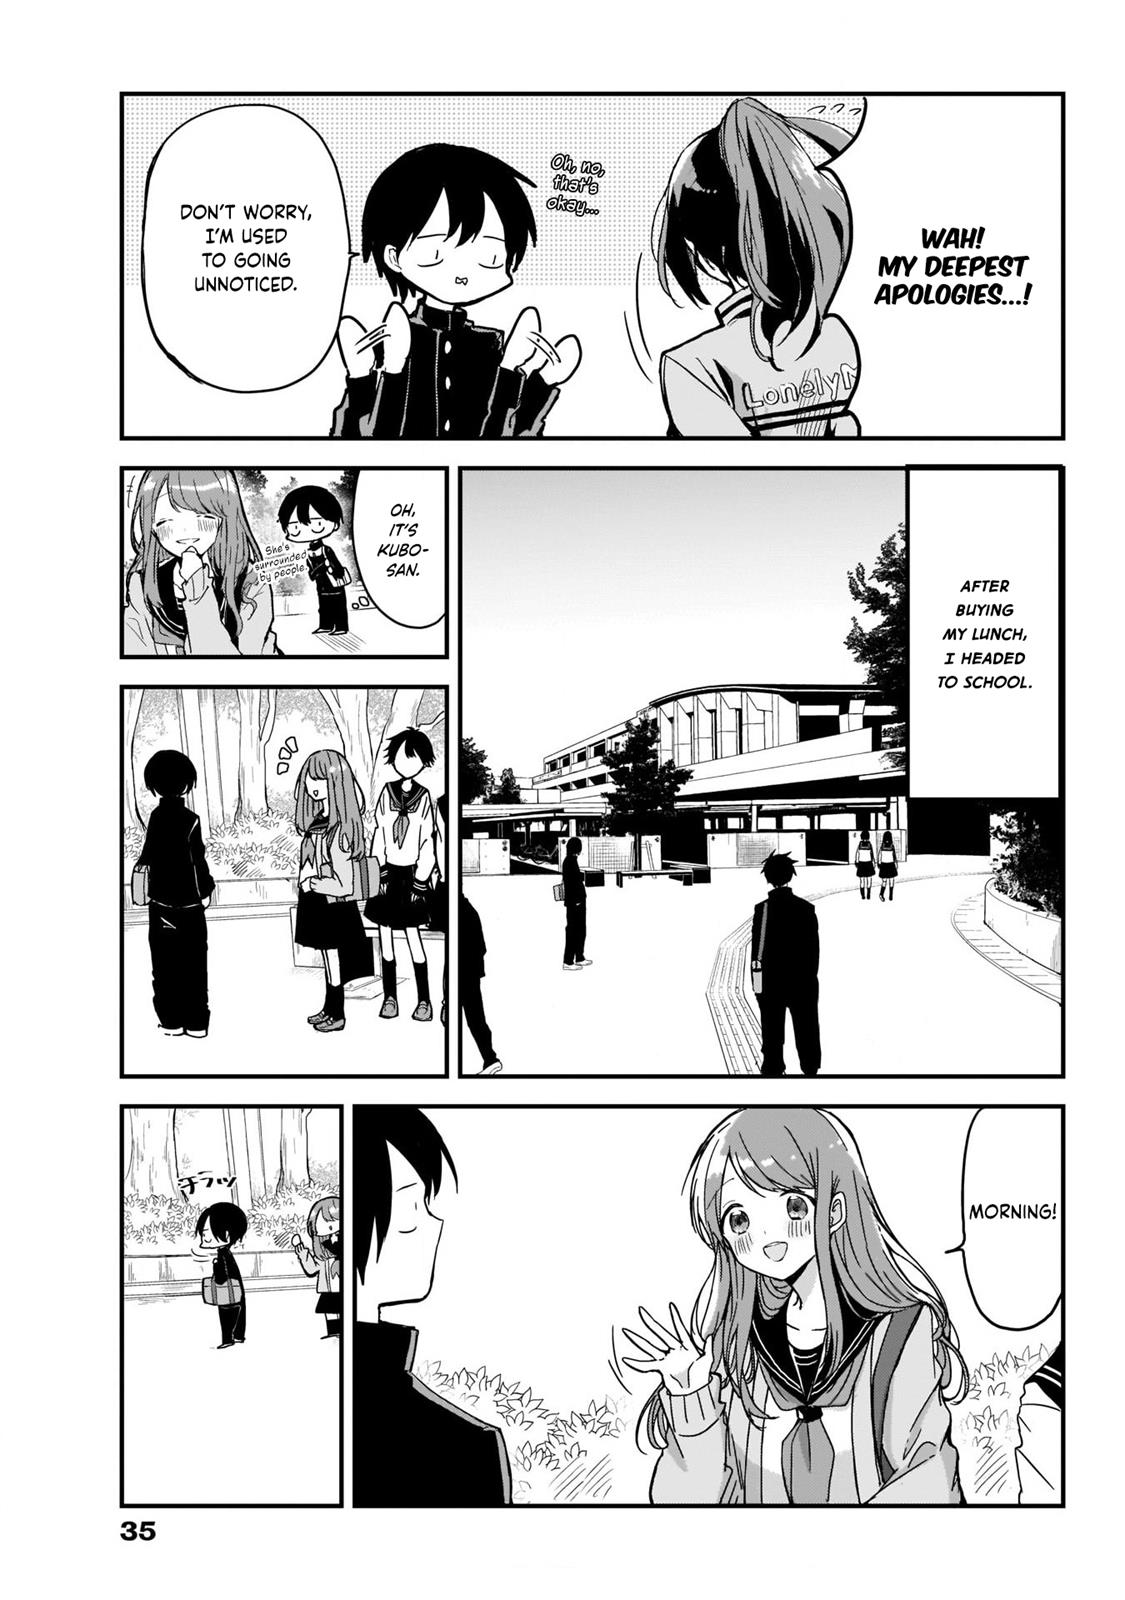 WAH!
MY DEEPEST
APOLOGIES...!
LonelyM
Oh, no,
that's
okay...
DON'T WORRY,
I'M USED
TO GOING
UNNOTICED.
AFTER
BUYING
MY LUNCH,
I HEADED
TO SCHOOL.
OH,
IT'S
KUBO-
SAN.
She's
surrounded
by people.
MORNING!
チラッ
35